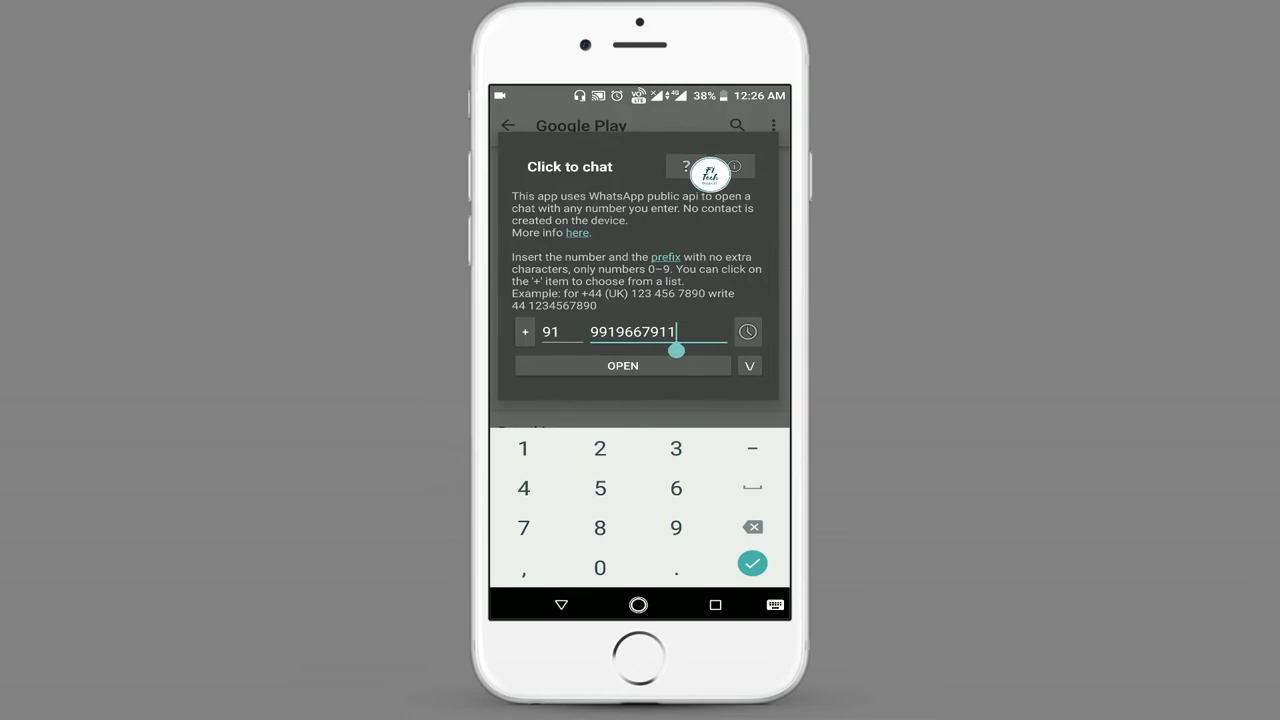 38% 12:26 AM
Google Play
Click to chat
?
This app uses WhatsApp public api to open a
chat with any number you enter. No contact is
created on the device.
More info here.
Insert the number and the prefix with no extra
characters, only numbers 0–9. You can click on
the '+' item to choose from a list.
Example: for +44 (UK) 123 456 7890 write
44 1234567890
+ 91 9919667911
OPEN V
1 2 3 –
4 5 6
7 8 9
, 0 .